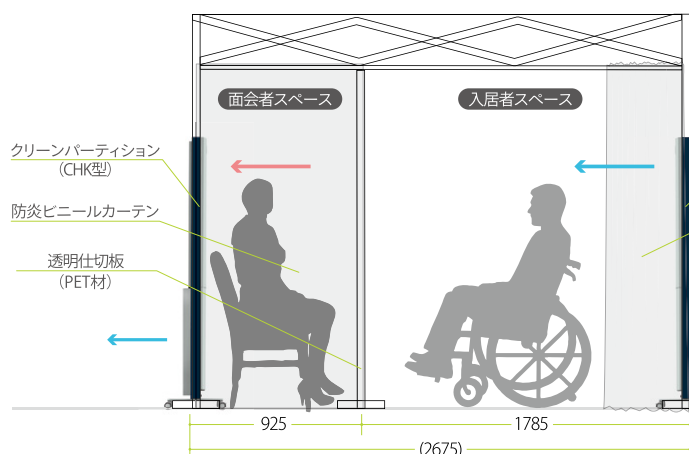 面会者スペース
入居者スペース
クリーンパーティション
（CHK型）
防炎ビニールカーテン
透明仕切板
（PET材）
925
1785
(2675)